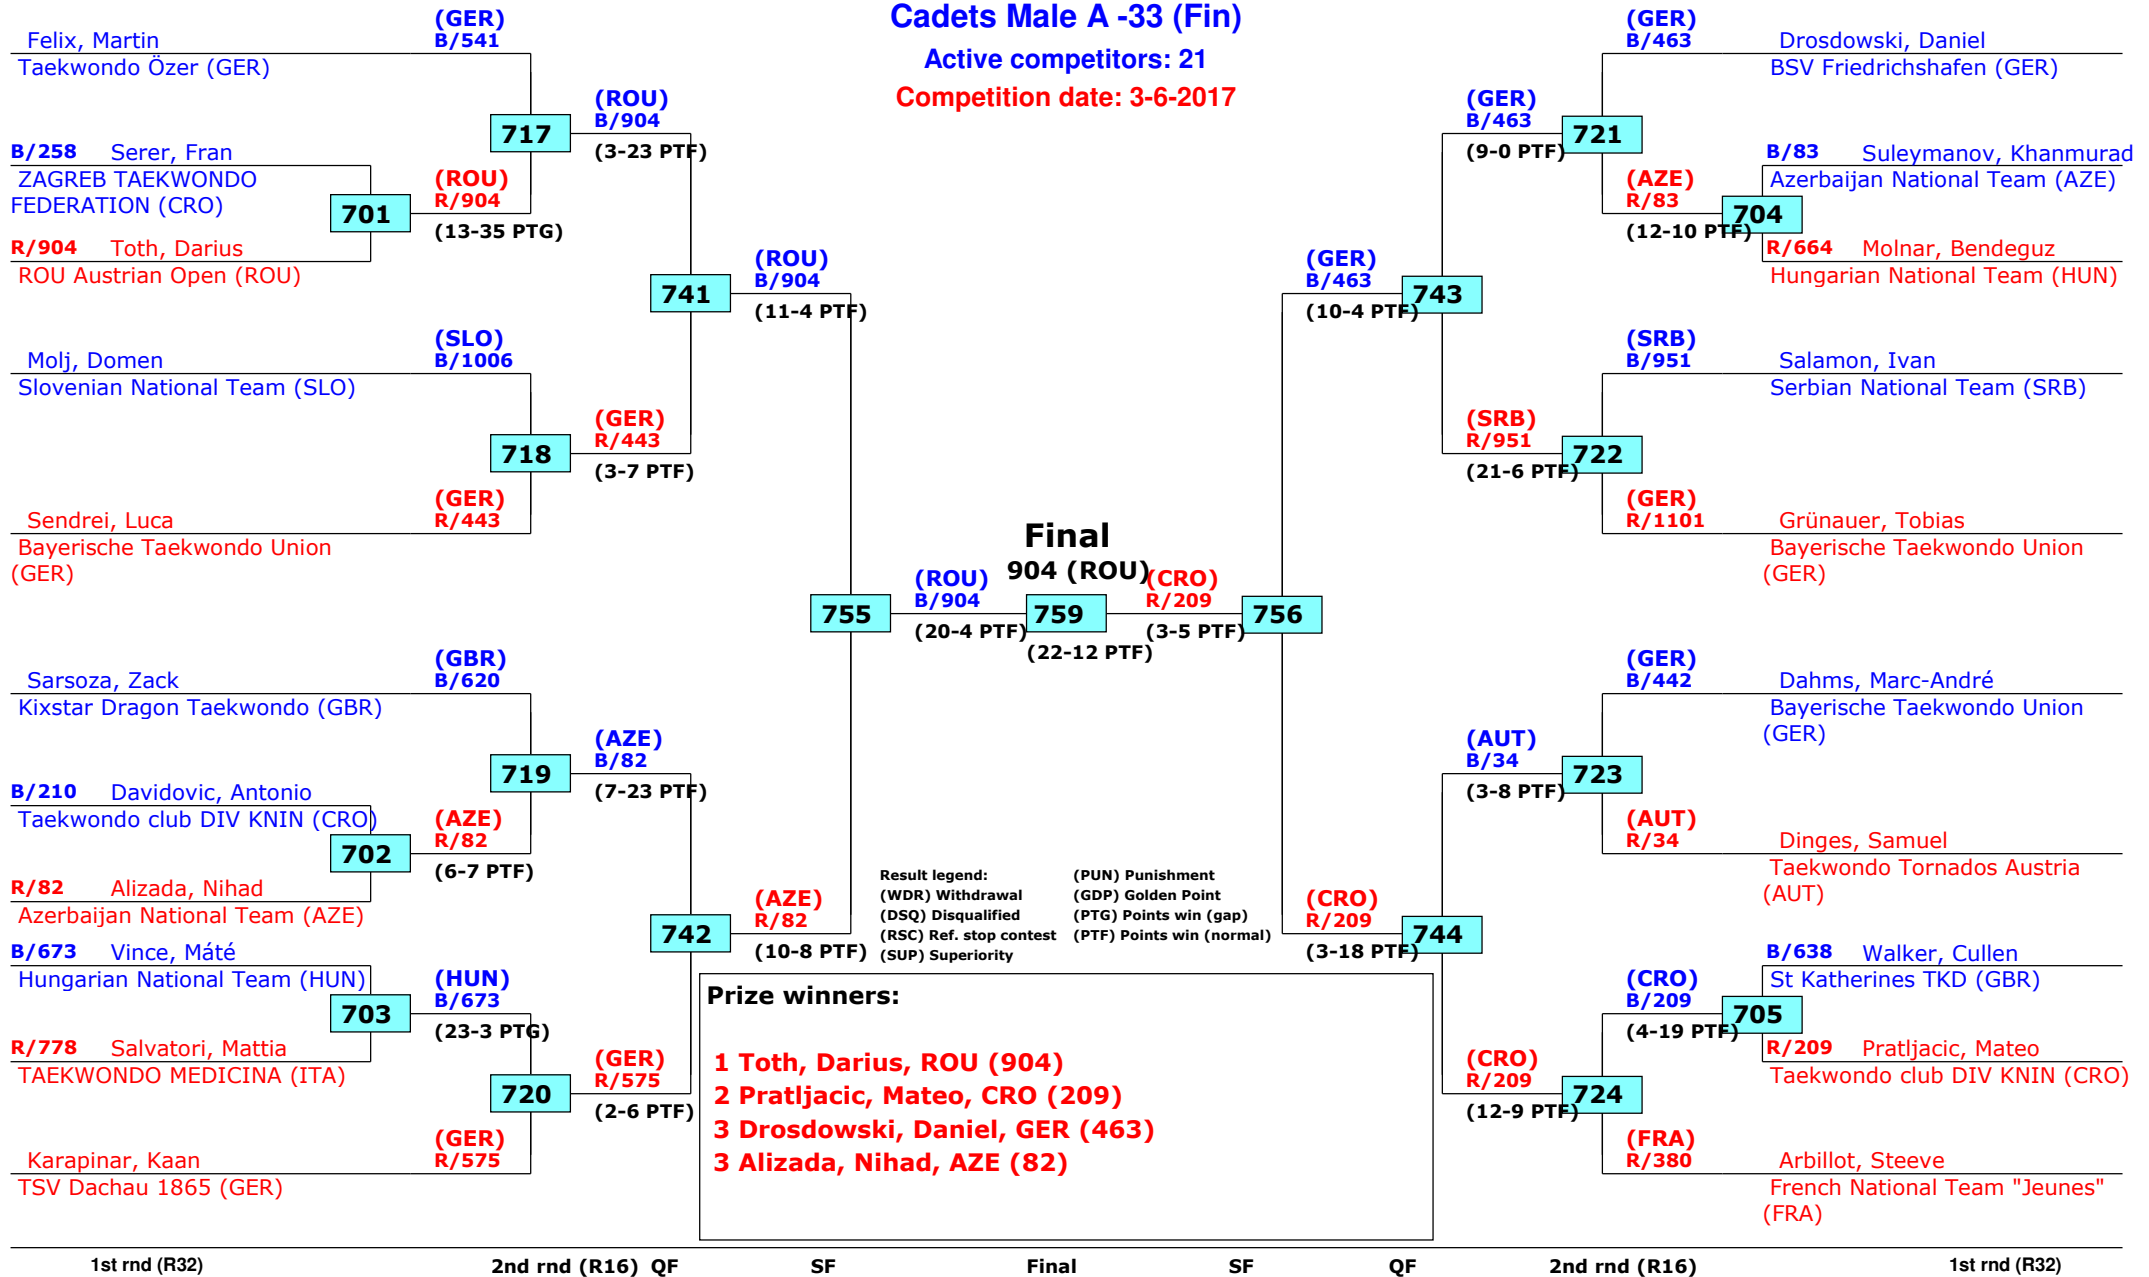 Cadets Male A -33 (Fin)
Active competitors: 21
Competition date: 3-6-2017
Felix, Martin
Taekwondo Özer (GER)
(GER)
B/541
B/258 Serer, Fran
ZAGREB TAEKWONDO
FEDERATION (CRO)
R/904 Toth, Darius
ROU Austrian Open (ROU)
701
(ROU)
R/904
(13-35 PTG)
717
(ROU)
B/904
(3-23 PTF)
Molj, Domen
Slovenian National Team (SLO)
(SLO)
B/1006
Sendrei, Luca
Bayerische Taekwondo Union
(GER)
(GER)
R/443
718
(GER)
R/443
(3-7 PTF)
741
(ROU)
B/904
(11-4 PTF)
Sarsoza, Zack
Kixstar Dragon Taekwondo (GBR)
(GBR)
B/620
B/210 Davidovic, Antonio
Taekwondo club DIV KNIN (CRO)
R/82 Alizada, Nihad
Azerbaijan National Team (AZE)
702
(AZE)
R/82
(6-7 PTF)
719
(AZE)
B/82
(7-23 PTF)
B/673 Vince, Máté
Hungarian National Team (HUN)
R/778 Salvatori, Mattia
TAEKWONDO MEDICINA (ITA)
703
(HUN)
B/673
(23-3 PTG)
Karapinar, Kaan
TSV Dachau 1865 (GER)
(GER)
R/575
720
(GER)
R/575
(2-6 PTF)
742
(AZE)
R/82
(10-8 PTF)
755
(ROU)
B/904
(20-4 PTF)
Final
904 (ROU)
759
(22-12 PTF)
(CRO)
R/209
(3-5 PTF)
756
(GER)
B/463
(10-4 PTF)
743
(GER)
B/463
(9-0 PTF)
721
(GER)
B/463
Drosdowski, Daniel
BSV Friedrichshafen (GER)
(AZE)
R/83
(12-10 PTF)
704
B/83 Suleymanov, Khanmurad
Azerbaijan National Team (AZE)
R/664 Molnar, Bendeguz
Hungarian National Team (HUN)
(SRB)
R/951
(21-6 PTF)
722
(SRB)
B/951
Salamon, Ivan
Serbian National Team (SRB)
(GER)
R/1101
Grünauer, Tobias
Bayerische Taekwondo Union
(GER)
(CRO)
R/209
(3-18 PTF)
744
(AUT)
B/34
(3-8 PTF)
723
(GER)
B/442
Dahms, Marc-André
Bayerische Taekwondo Union
(GER)
(AUT)
R/34
Dinges, Samuel
Taekwondo Tornados Austria
(AUT)
(CRO)
R/209
(12-9 PTF)
724
(CRO)
B/209
(4-19 PTF)
705
B/638 Walker, Cullen
St Katherines TKD (GBR)
R/209 Pratljacic, Mateo
Taekwondo club DIV KNIN (CRO)
(FRA)
R/380
Arbillot, Steeve
French National Team "Jeunes"
(FRA)
Result legend: (PUN) Punishment
(WDR) Withdrawal (GDP) Golden Point
(DSQ) Disqualified (PTG) Points win (gap)
(RSC) Ref. stop contest (PTF) Points win (normal)
(SUP) Superiority
Prize winners:
1 Toth, Darius, ROU (904)
2 Pratljacic, Mateo, CRO (209)
3 Drosdowski, Daniel, GER (463)
3 Alizada, Nihad, AZE (82)
1st rnd (R32) 2nd rnd (R16) QF SF Final SF QF 2nd rnd (R16) 1st rnd (R32)